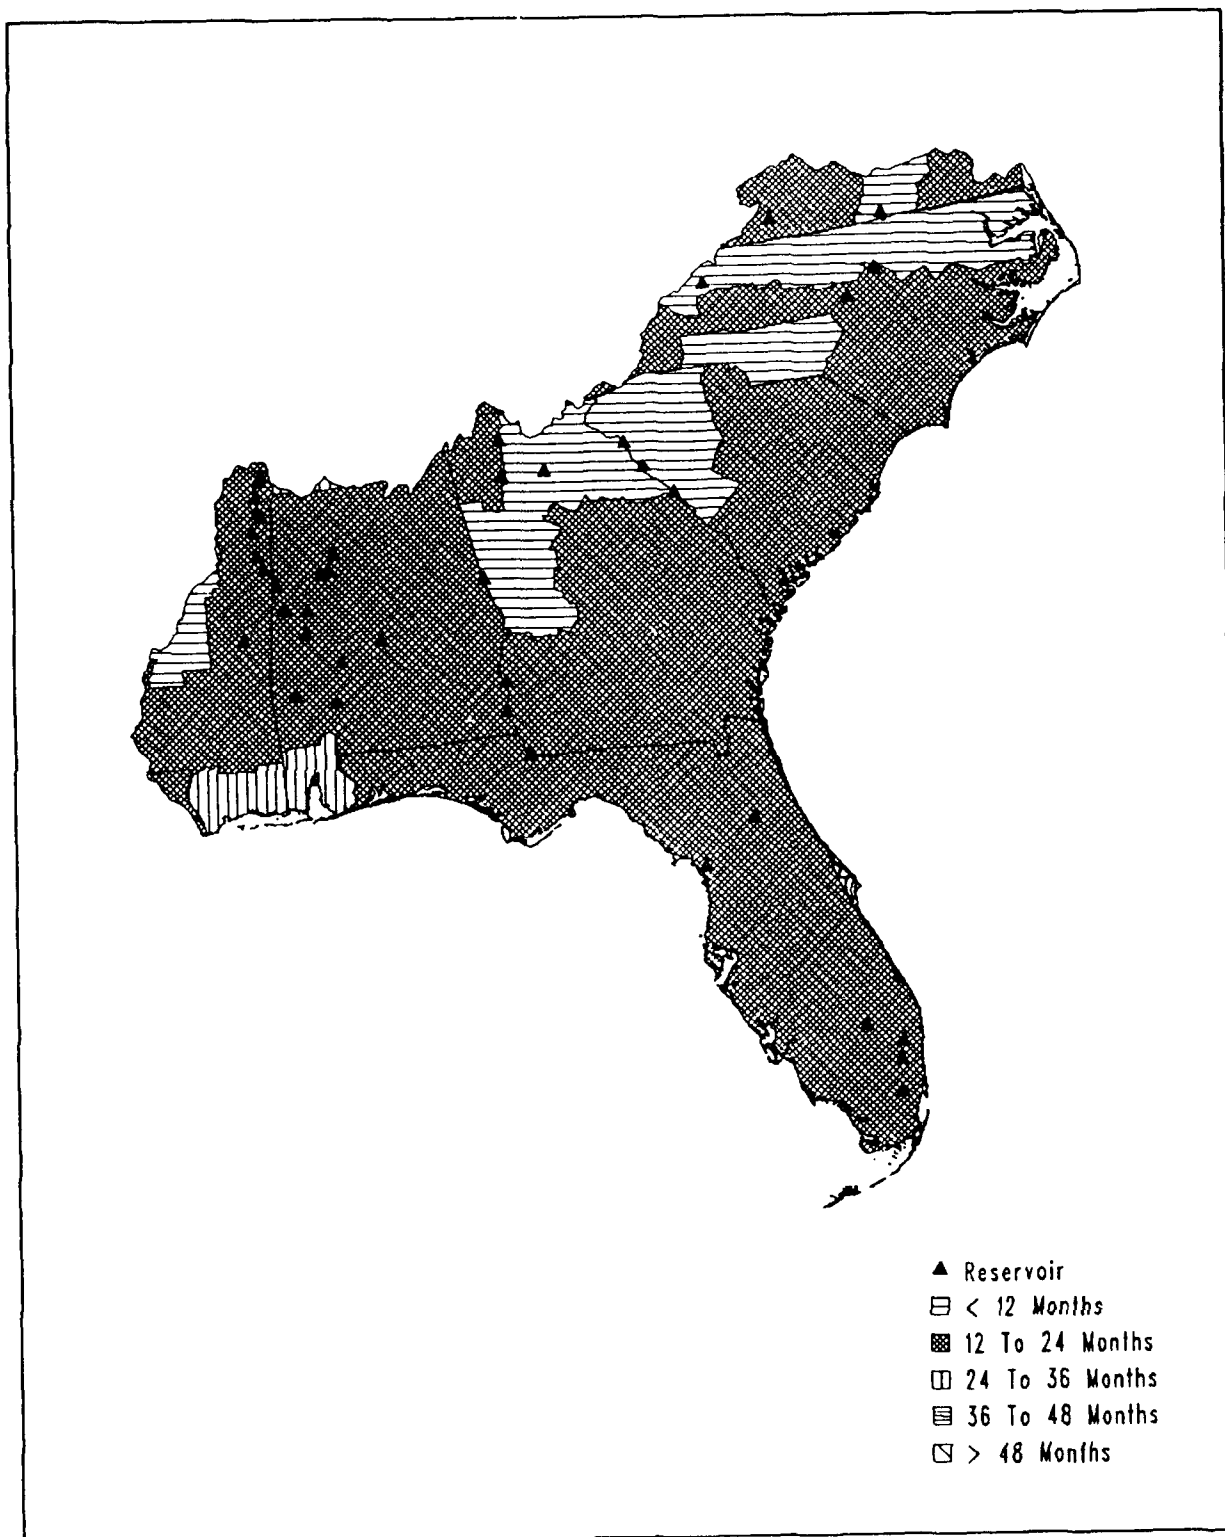 Reservoir
< 12 Months
12 To 24 Months
24 To 36 Months
36 To 48 Months
> 48 Months